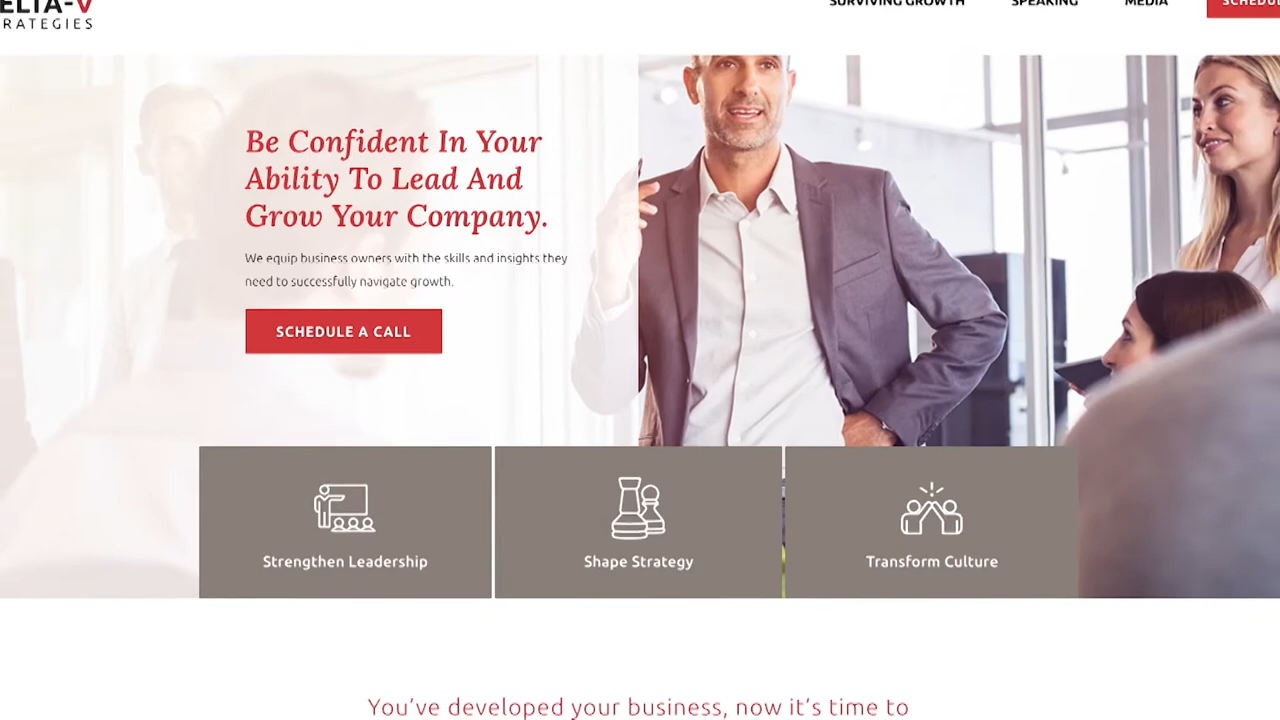 ELTA-V
RATEGIES
SURVIVING GROWTH
SPEAKING
MEDIA
SCHEDUL
Be Confident In Your
Ability To Lead And
Grow Your Company.
We equip business owners with the skills and insights they
need to successfully navigate growth.
SCHEDULE A CALL
Strengthen Leadership
Shape Strategy
Transform Culture
You've developed your business, now it's time to